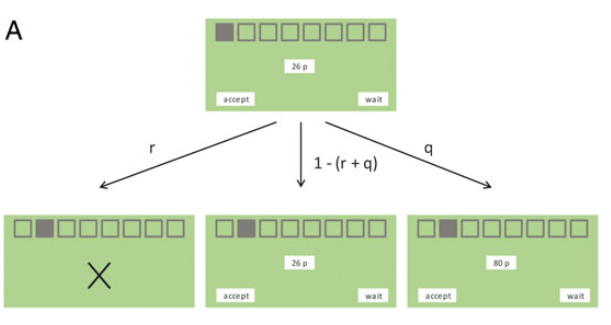 A
26 p
accept wait
r
1 - (r + q)
q
X
26 p
accept wait
80 p
accept wait